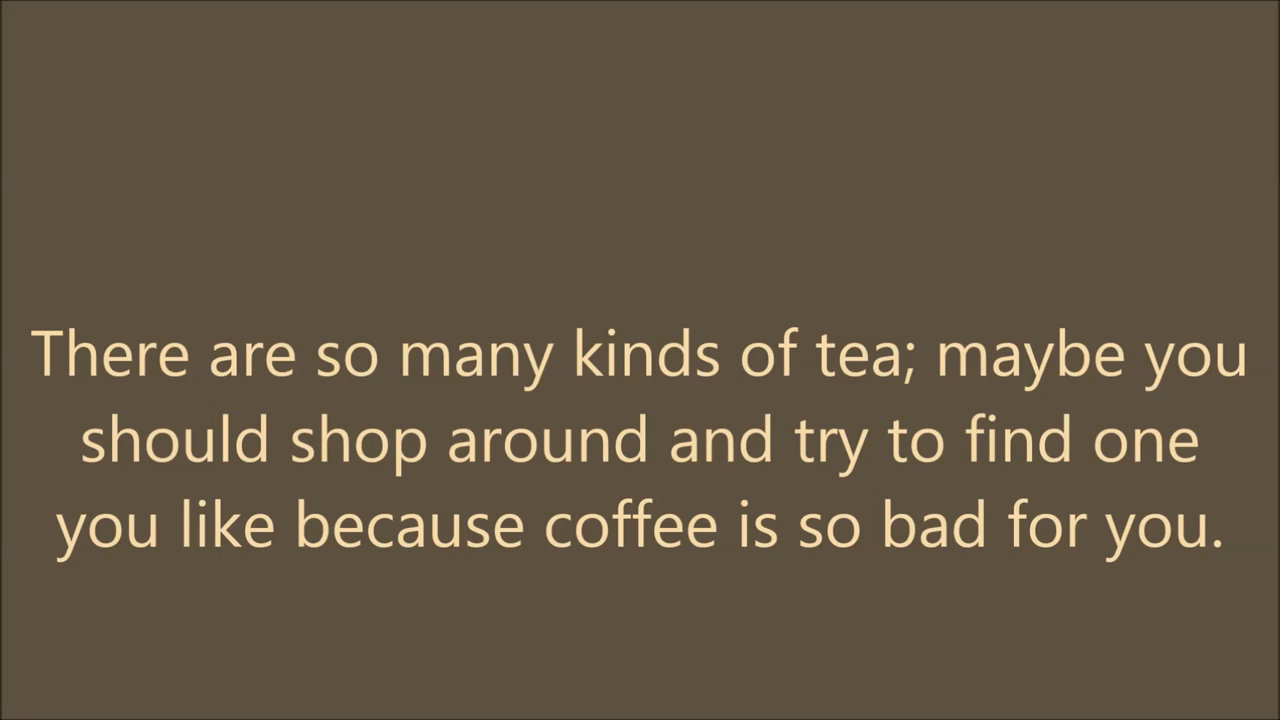 There are so many kinds of tea; maybe you
should shop around and try to find one
you like because coffee is so bad for you.